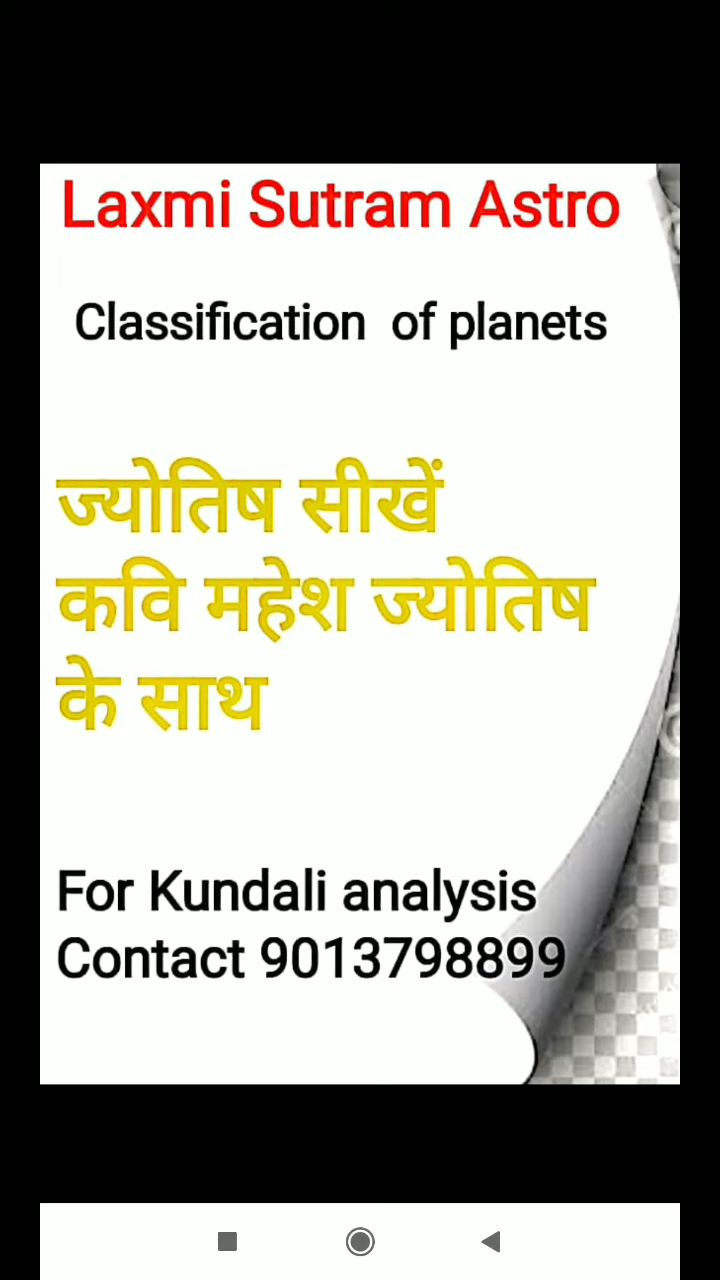 Laxmi Sutram Astro
Classification of planets
ज्योतिष सीखें
कवि महेश ज्योतिष
के साथ
For Kundali analysis
Contact 9013798899